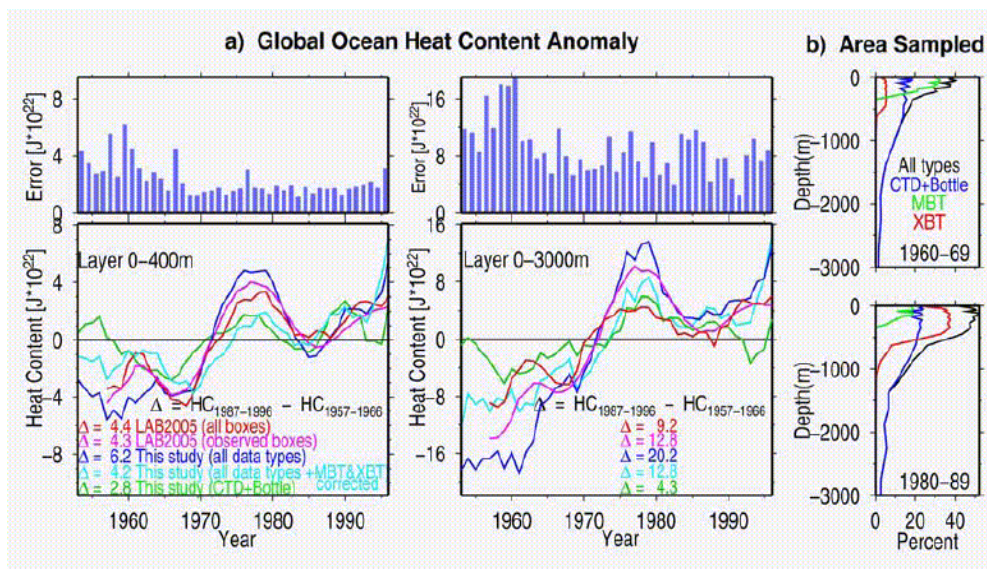 a) Global Ocean Heat Content Anomaly
b) Area Sampled
Error [J*10²²]
8
4
0
Error [J*10²²]
16
8
0
Heat Content [J*10²²]
8
4
0
−4
−8
Layer 0−400m
Δ = HC₁₉₈₇₋₁₉₉₆ − HC₁₉₅₇₋₁₉₆₆
Δ = 4.4 LAB2005 (all boxes)
Δ = 4.3 LAB2005 (observed boxes)
Δ = 6.2 This study (all data types)
Δ = 4.2 This study (all data types +MBT&XBT
corrected)
Δ = 2.8 This study (CTD+Bottle)
1960 1970 1980 1990
Year
Heat Content [J*10²²]
16
8
0
−8
−16
Layer 0−3000m
Δ = HC₁₉₈₇₋₁₉₉₆ − HC₁₉₅₇₋₁₉₆₆
Δ = 9.2
Δ = 12.8
Δ = 20.2
Δ = 12.8
Δ = 4.3
1960 1970 1980 1990
Year
Depth(m)
0
−1000
−2000
−3000
All types
CTD+Bottle
MBT
XBT
1960−69
Depth(m)
0
−1000
−2000
−3000
1980−89
0 20 40
Percent